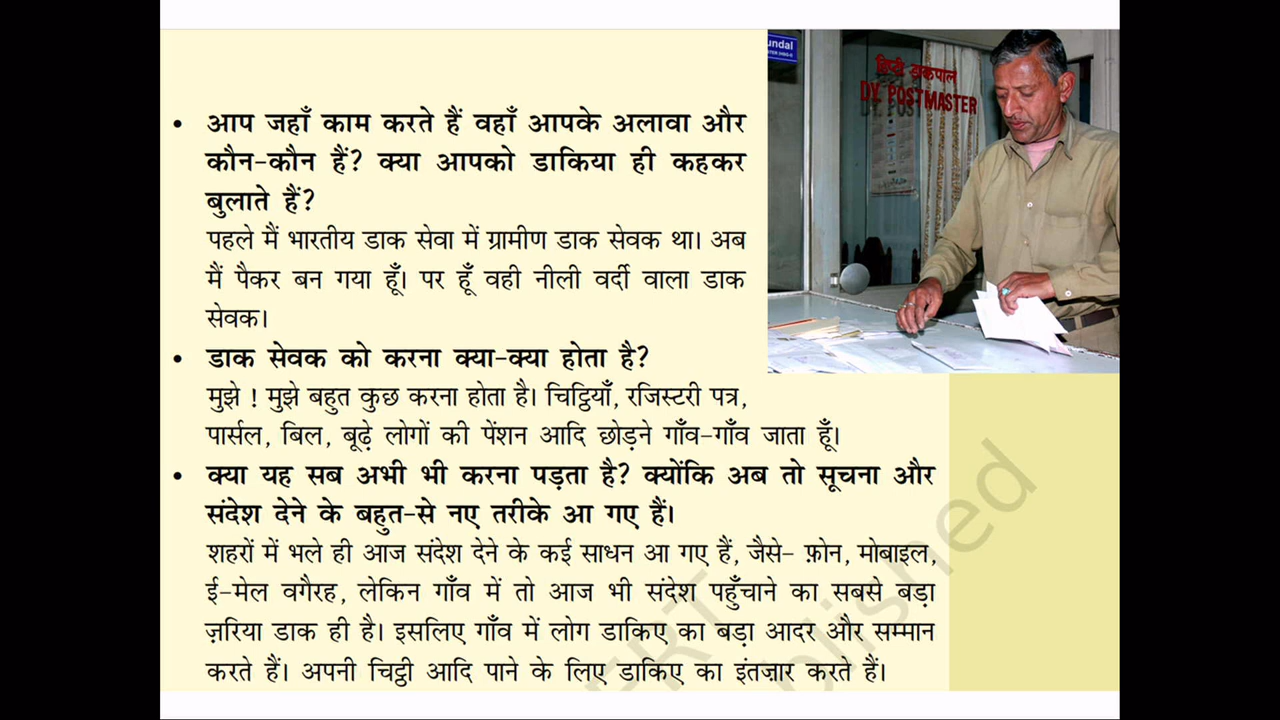 undal
डिप्टी डाकपाल
DY. POSTMASTER
• आप जहाँ काम करते हैं वहाँ आपके अलावा और
कौन-कौन हैं? क्या आपको डाकिया ही कहकर
बुलाते हैं?
पहले मैं भारतीय डाक सेवा में ग्रामीण डाक सेवक था। अब
मैं पैकर बन गया हूँ। पर हूँ वही नीली वर्दी वाला डाक
सेवक।
• डाक सेवक को करना क्या-क्या होता है?
मुझे ! मुझे बहुत कुछ करना होता है। चिट्ठियाँ, रजिस्टरी पत्र,
पार्सल, बिल, बूढ़े लोगों की पेंशन आदि छोड़ने गाँव-गाँव जाता हूँ।
• क्या यह सब अभी भी करना पड़ता है? क्योंकि अब तो सूचना और
संदेश देने के बहुत-से नए तरीके आ गए हैं।
शहरों में भले ही आज संदेश देने के कई साधन आ गए हैं, जैसे- फ़ोन, मोबाइल,
ई-मेल वगैरह, लेकिन गाँव में तो आज भी संदेश पहुँचाने का सबसे बड़ा
ज़रिया डाक ही है। इसलिए गाँव में लोग डाकिए का बड़ा आदर और सम्मान
करते हैं। अपनी चिट्ठी आदि पाने के लिए डाकिए का इंतज़ार करते हैं।
ERT
blished